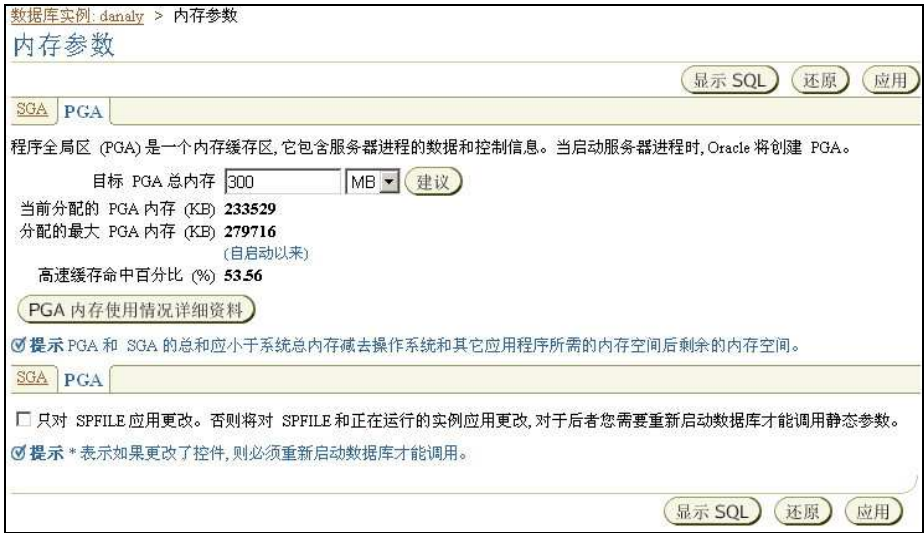 数据库实例: danaly > 内存参数
内存参数
显示 SQL 还原 应用
SGA PGA
程序全局区 (PGA) 是一个内存缓存区, 它包含服务器进程的数据和控制信息。当启动服务器进程时, Oracle 将创建 PGA。
目标 PGA 总内存 300 MB 建议
当前分配的 PGA 内存 (KB) 233529
分配的最大 PGA 内存 (KB) 279716
(自启动以来)
高速缓存命中百分比 (%) 53.56
PGA 内存使用情况详细资料
提示 PGA 和 SGA 的总和应小于系统总内存减去操作系统和其它应用程序所需的内存空间后剩余的内存空间。
SGA PGA
只对 SPFILE 应用更改。否则将对 SPFILE 和正在运行的实例应用更改, 对于后者您需要重新启动数据库才能调用静态参数。
提示 * 表示如果更改了控件, 则必须重新启动数据库才能调用。
显示 SQL 还原 应用